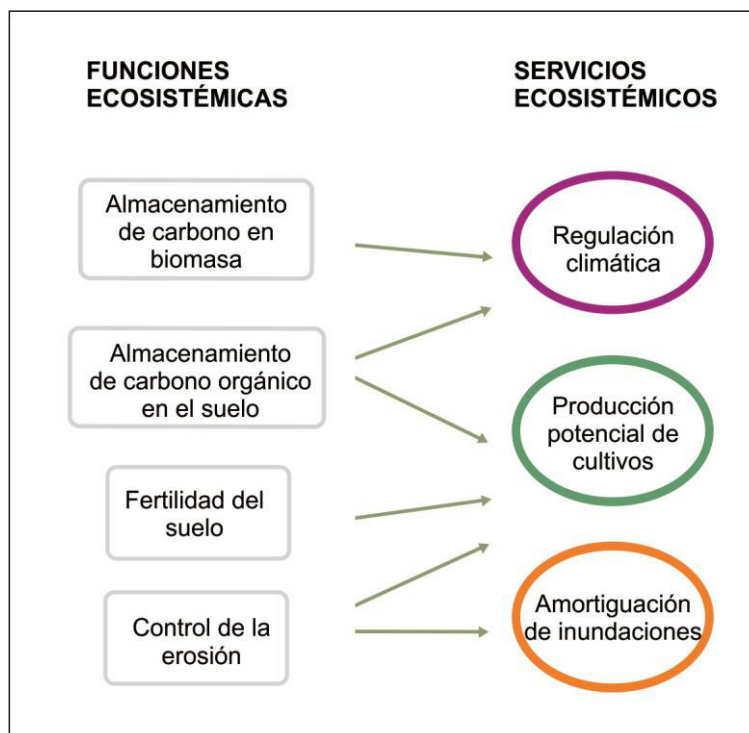 FUNCIONES
ECOSISTÉMICAS
SERVICIOS
ECOSISTÉMICOS
Almacenamiento
de carbono en
biomasa
Regulación
climática
Almacenamiento
de carbono orgánico
en el suelo
Producción
potencial de
cultivos
Fertilidad del
suelo
Control de la
erosión
Amortiguación
de inundaciones